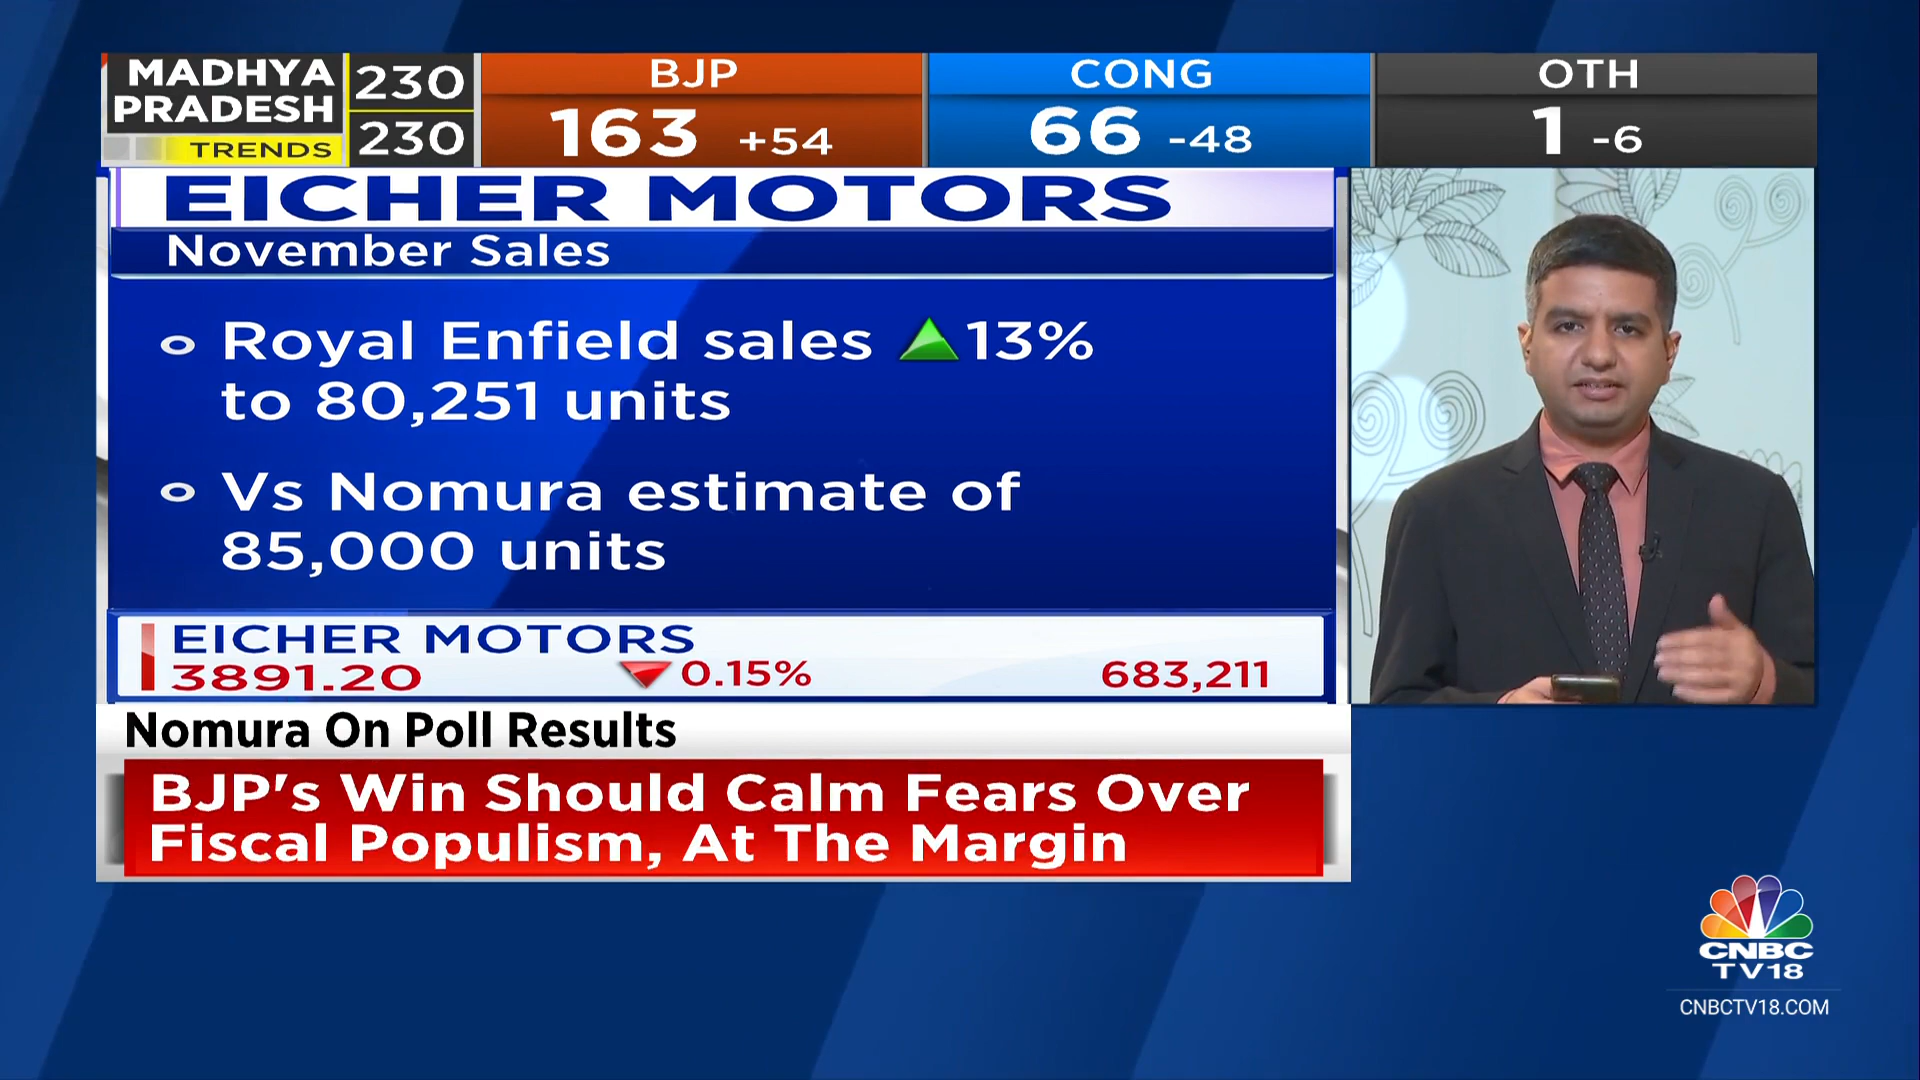 MADHYA
PRADESH
TRENDS
230
230
BJP
163 +54
CONG
66 -48
OTH
1 -6
EICHER MOTORS
November Sales
Royal Enfield sales ▲13%
to 80,251 units
Vs Nomura estimate of
85,000 units
EICHER MOTORS
3891.20 ▼0.15% 683,211
Nomura On Poll Results
BJP's Win Should Calm Fears Over
Fiscal Populism, At The Margin
CNBC
TV18
CNBCTV18.COM